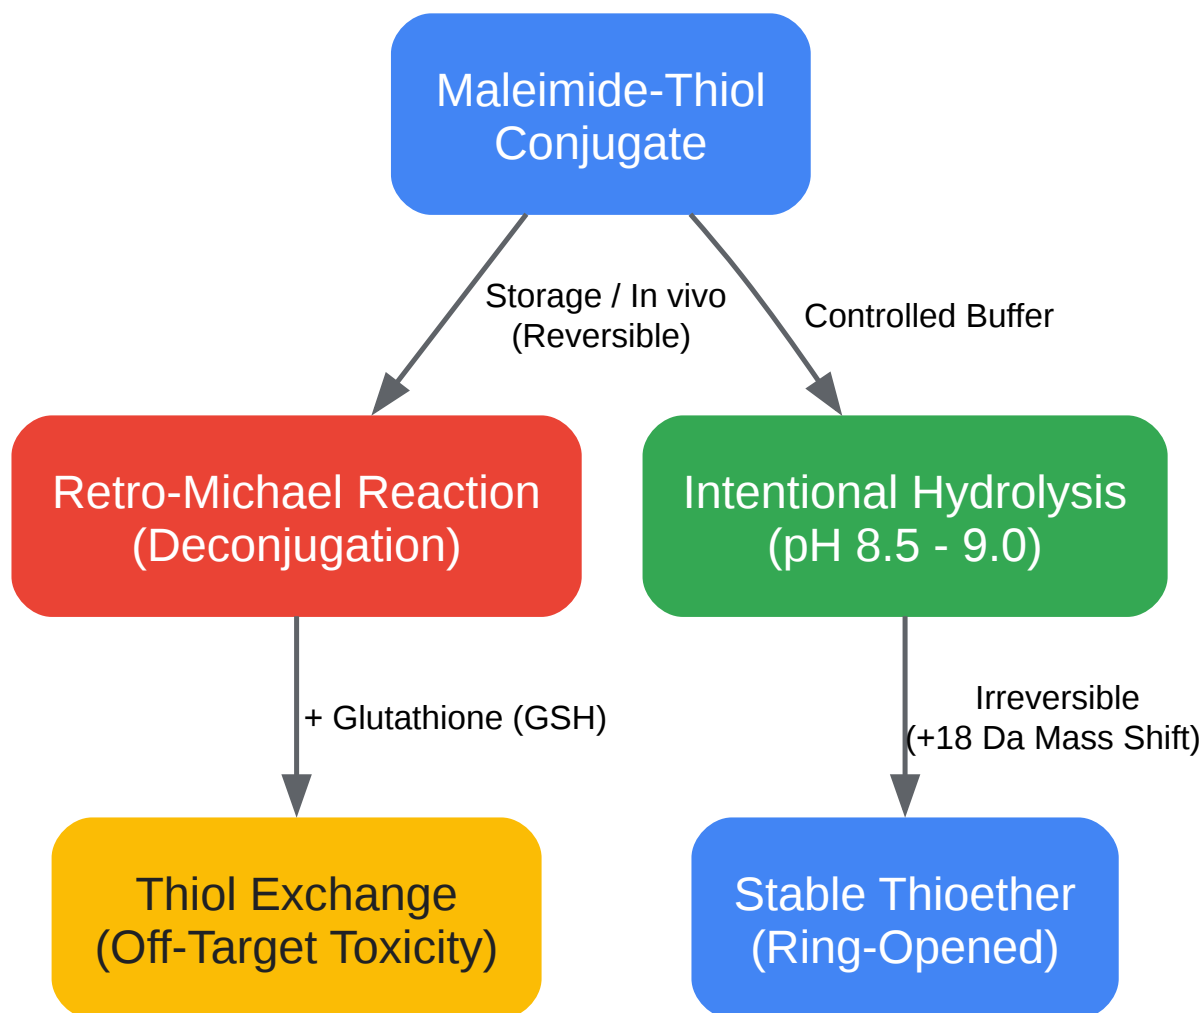 Maleimide-Thiol
Conjugate
Storage / In vivo
(Reversible)
Controlled Buffer
Retro-Michael Reaction
(Deconjugation)
Intentional Hydrolysis
(pH 8.5 - 9.0)
+ Glutathione (GSH)
Irreversible
(+18 Da Mass Shift)
Thiol Exchange
(Off-Target Toxicity)
Stable Thioether
(Ring-Opened)